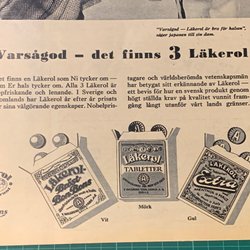 "Varsågod — Läkerol är bra för halsen",
säger japanen till sin dam.
Varsågod – det finns 3 Läkerol
et finns en Läkerol som Ni tycker om —
om Er hals tycker om. Alla 3 Läkerol är
ppfriskande och lenande. I Sverige och
omlands har Läkerol år efter år prisats
r sina välgörande egenskaper. Nobelpris-
tagare och världsberömda vetenskapsmän
har betygat sitt erkännande av Läkerol —
ett bevis för hur en svensk produkt genom
högt ställda krav på kvalitet vunnit fram-
gång långt utanför vårt lands gränser.
Läkerol
Bon Bons
Läkerol
TABLETTER
Extra
Vit
Mörk
Gul